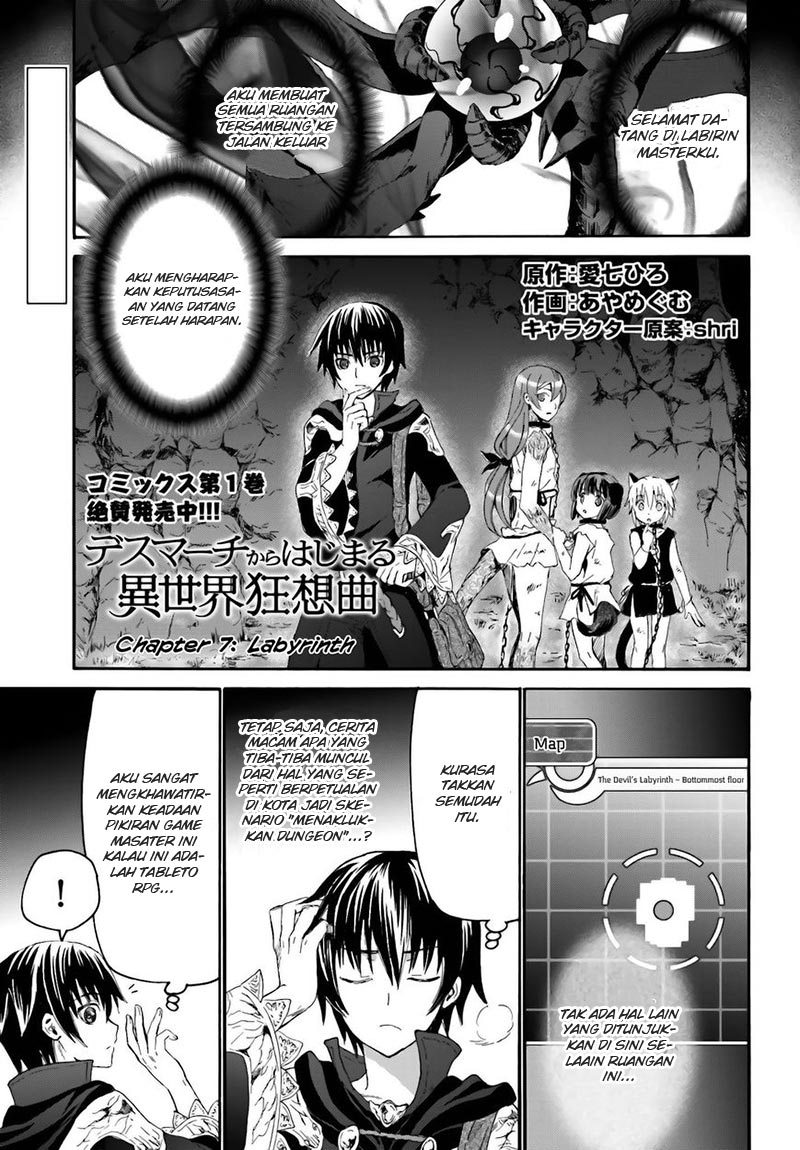 SELAMAT DA-
TANG DI LABIRIN
MASTERKU.
AKU MEMBUAT
SEMUA RUANGAN
TERSAMBUNG KE
JALAN KELUAR
AKU MENGHARAP-
KAN KEPUTUSASA-
AN YANG DATANG
SETELAH HARAPAN.
原作:愛七ひろ
作画:あやめぐむ
キャラクター原案:shri
コミックス第1巻
絶賛発売中!!!
デスマーチからはじまる
異世界狂想曲
Chapter 7: Labyrinth
Map
The Devil's Labyrinth - Bottommost floor
TAK ADA HAL LAIN
YANG DITUNJUK-
KAN DI SINI SE-
LAAIN RUANGAN
INI...
KURASA
TAKKAN
SEMUDAH
ITU.
TETAP SAJA, CERITA
MACAM APA YANG
TIBA-TIBA MUNCUL
DARI HAL YANG SE-
PERTI BERPETUALAN
DI KOTA JADI SKE-
NARIO "MENAKLUK-
KAN DUNGEON"...?
AKU SANGAT
MENGKHAWATIR-
KAN KEADAAN
PIKIRAN GAME
MASATER INI
KALAU INI ADA-
LAH TABLETO
RPG...
!